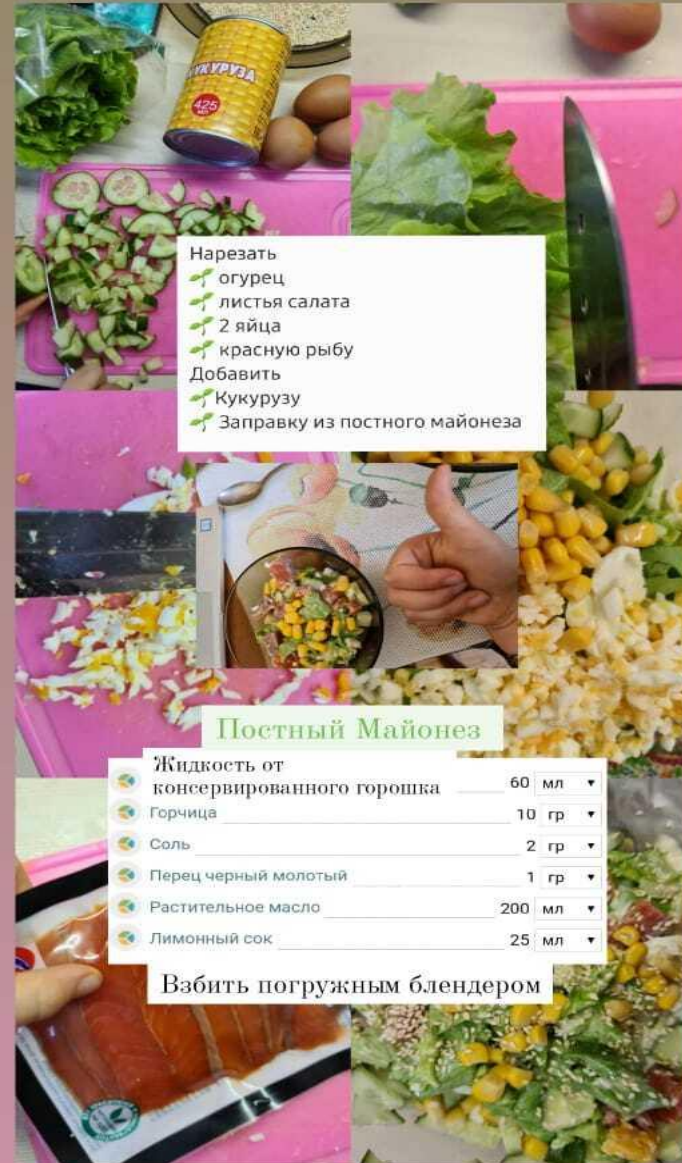 КУКУРУЗА
425
МЛ
Нарезать
🌱 огурец
🌱 листья салата
🌱 2 яйца
🌱 красную рыбу
Добавить
🌱Кукурузу
🌱 Заправку из постного майонеза
Постный Майонез
Жидкость от
консервированного горошка 60 мл
Горчица 10 гр
Соль 2 гр
Перец черный молотый 1 гр
Растительное масло 200 мл
Лимонный сок 25 мл
Взбить погружным блендером